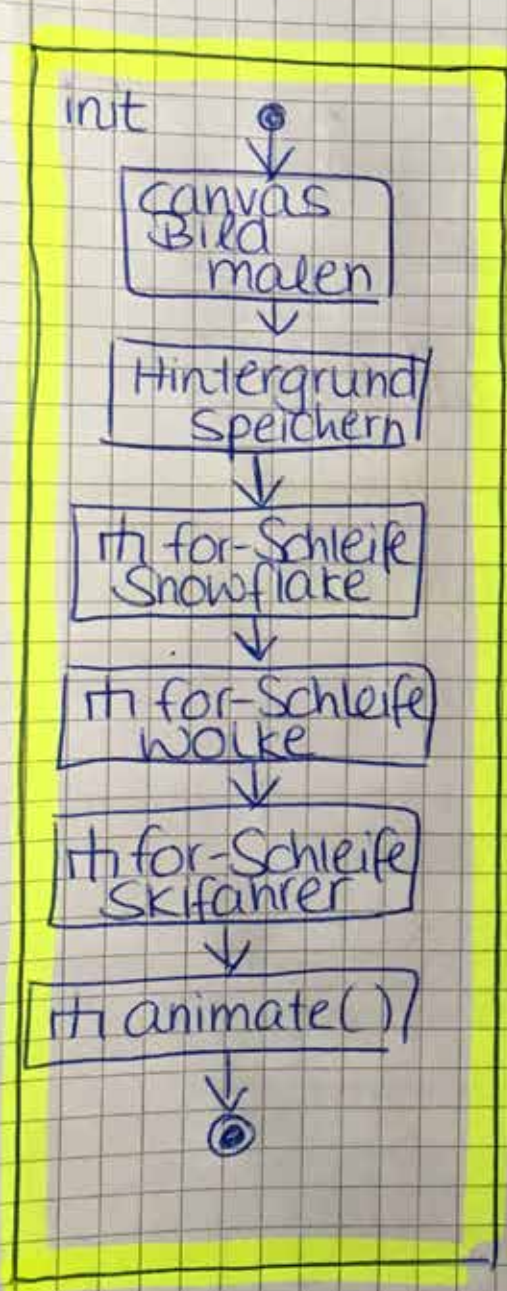 init
canvas
Bild
malen
Hintergrund
Speichern
for-Schleife
Snowflake
for-Schleife
Wolke
for-Schleife
Skifahrer
animate()